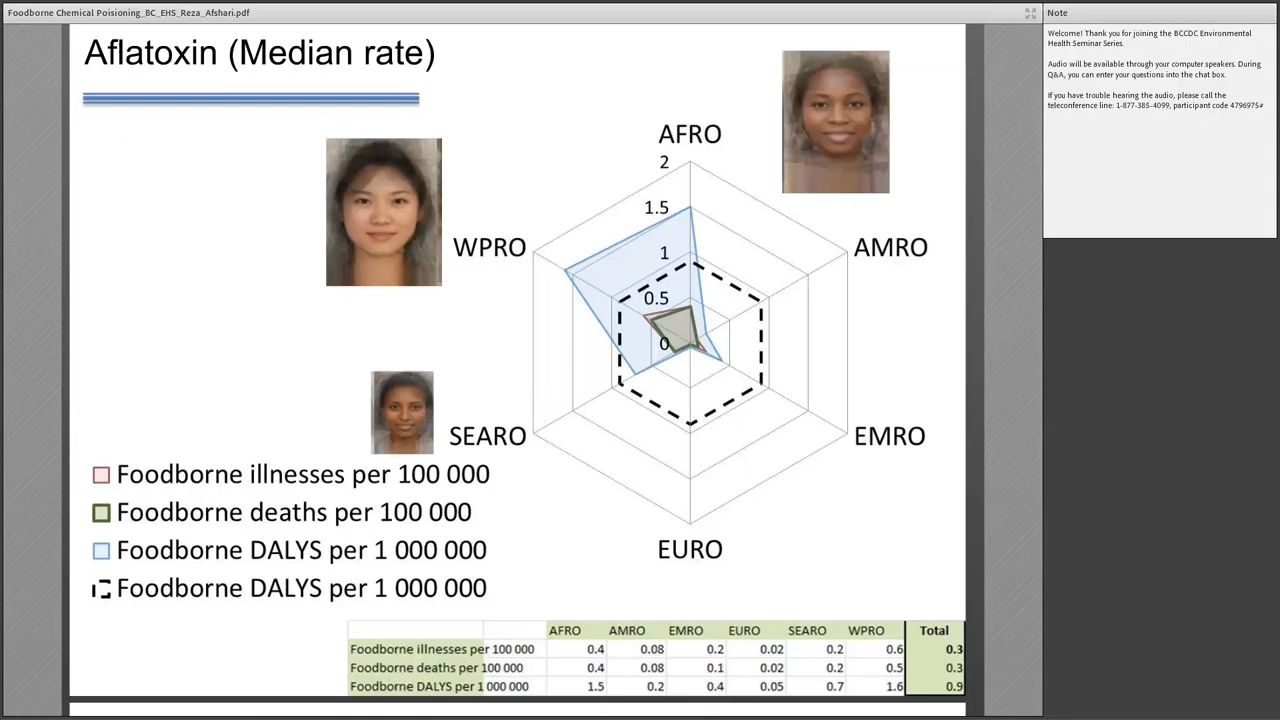 Foodborne Chemical Poisioning_BC_EHS_Reza_Afshari.pdf
Aflatoxin (Median rate)
AFRO
2
1.5
1
0.5
0
WPRO
AMRO
SEARO
EMRO
EURO
Foodborne illnesses per 100 000
Foodborne deaths per 100 000
Foodborne DALYS per 1 000 000
Foodborne DALYS per 1 000 000
AFRO AMRO EMRO EURO SEARO WPRO Total
Foodborne illnesses per 100 000 0.4 0.08 0.2 0.02 0.2 0.6 0.3
Foodborne deaths per 100 000 0.4 0.08 0.1 0.02 0.2 0.5 0.3
Foodborne DALYS per 1 000 000 1.5 0.2 0.4 0.05 0.7 1.6 0.9
Note
Welcome! Thank you for joining the BCCDC Environmental
Health Seminar Series.
Audio will be available through your computer speakers. During
Q&A, you can enter your questions into the chat box.
If you have trouble hearing the audio, please call the
teleconference line: 1-877-385-4099, participant code 4796975#